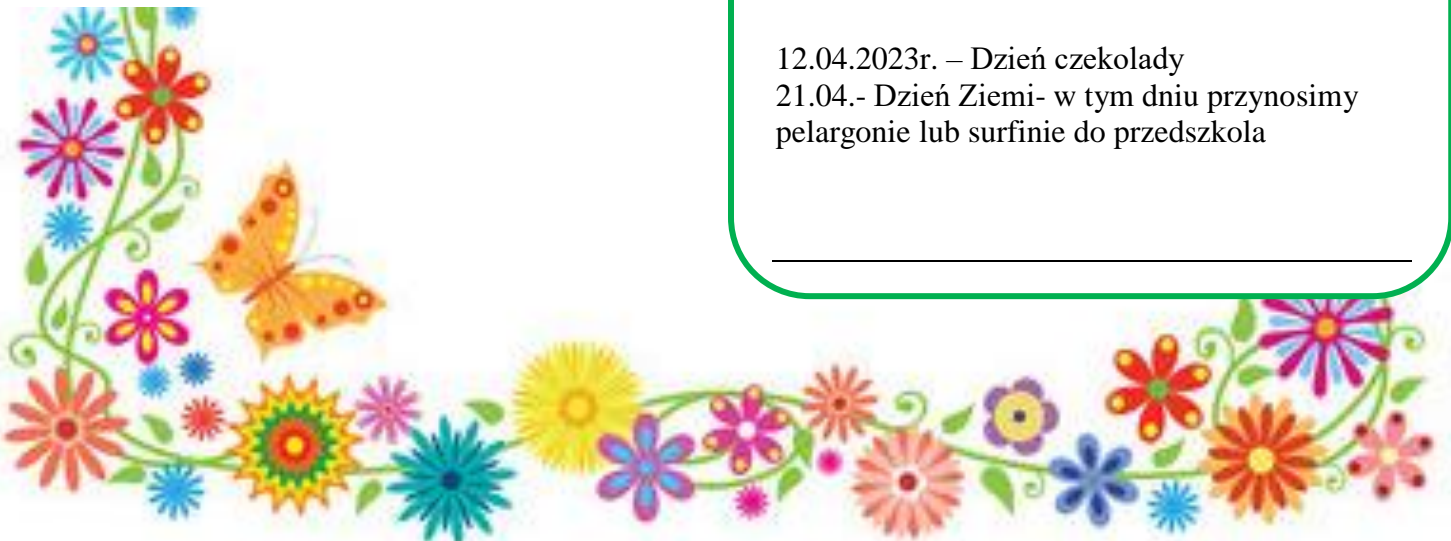 12.04.2023r. – Dzień czekolady
21.04.- Dzień Ziemi- w tym dniu przynosimy
pelargonie lub surfinie do przedszkola